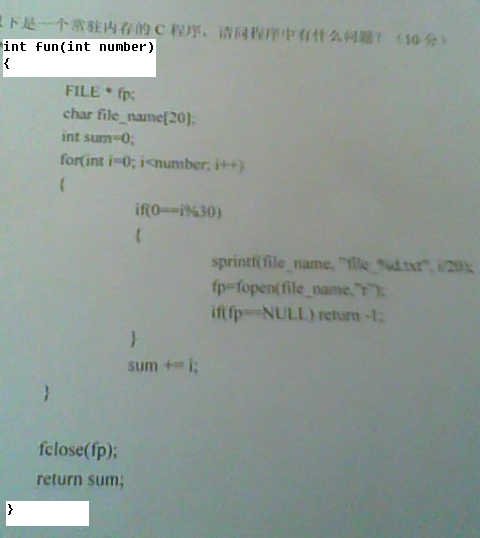 以下是一个常驻内存的 C 程序，请问程序中有什么问题？（10 分）
int fun(int number)
{
FILE * fp;
char file_name[20];
int sum=0;
for(int i=0; i<number; i++)
{
if(0==i%30)
{
sprintf(file_name, "file_%d.txt", i/20);
fp=fopen(file_name,"r");
if(fp==NULL) return -1;
}
sum += i;
}
fclose(fp);
return sum;
}